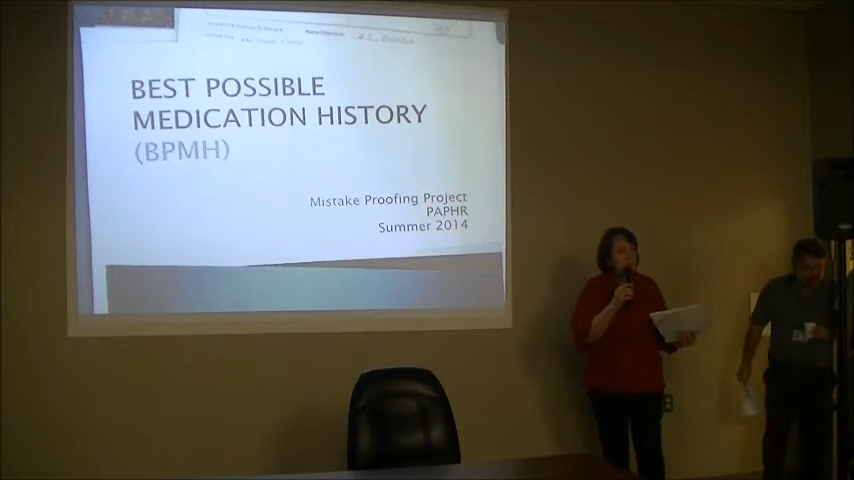 BEST POSSIBLE
MEDICATION HISTORY
(BPMH)
Mistake Proofing Project
PAPHR
Summer 2014